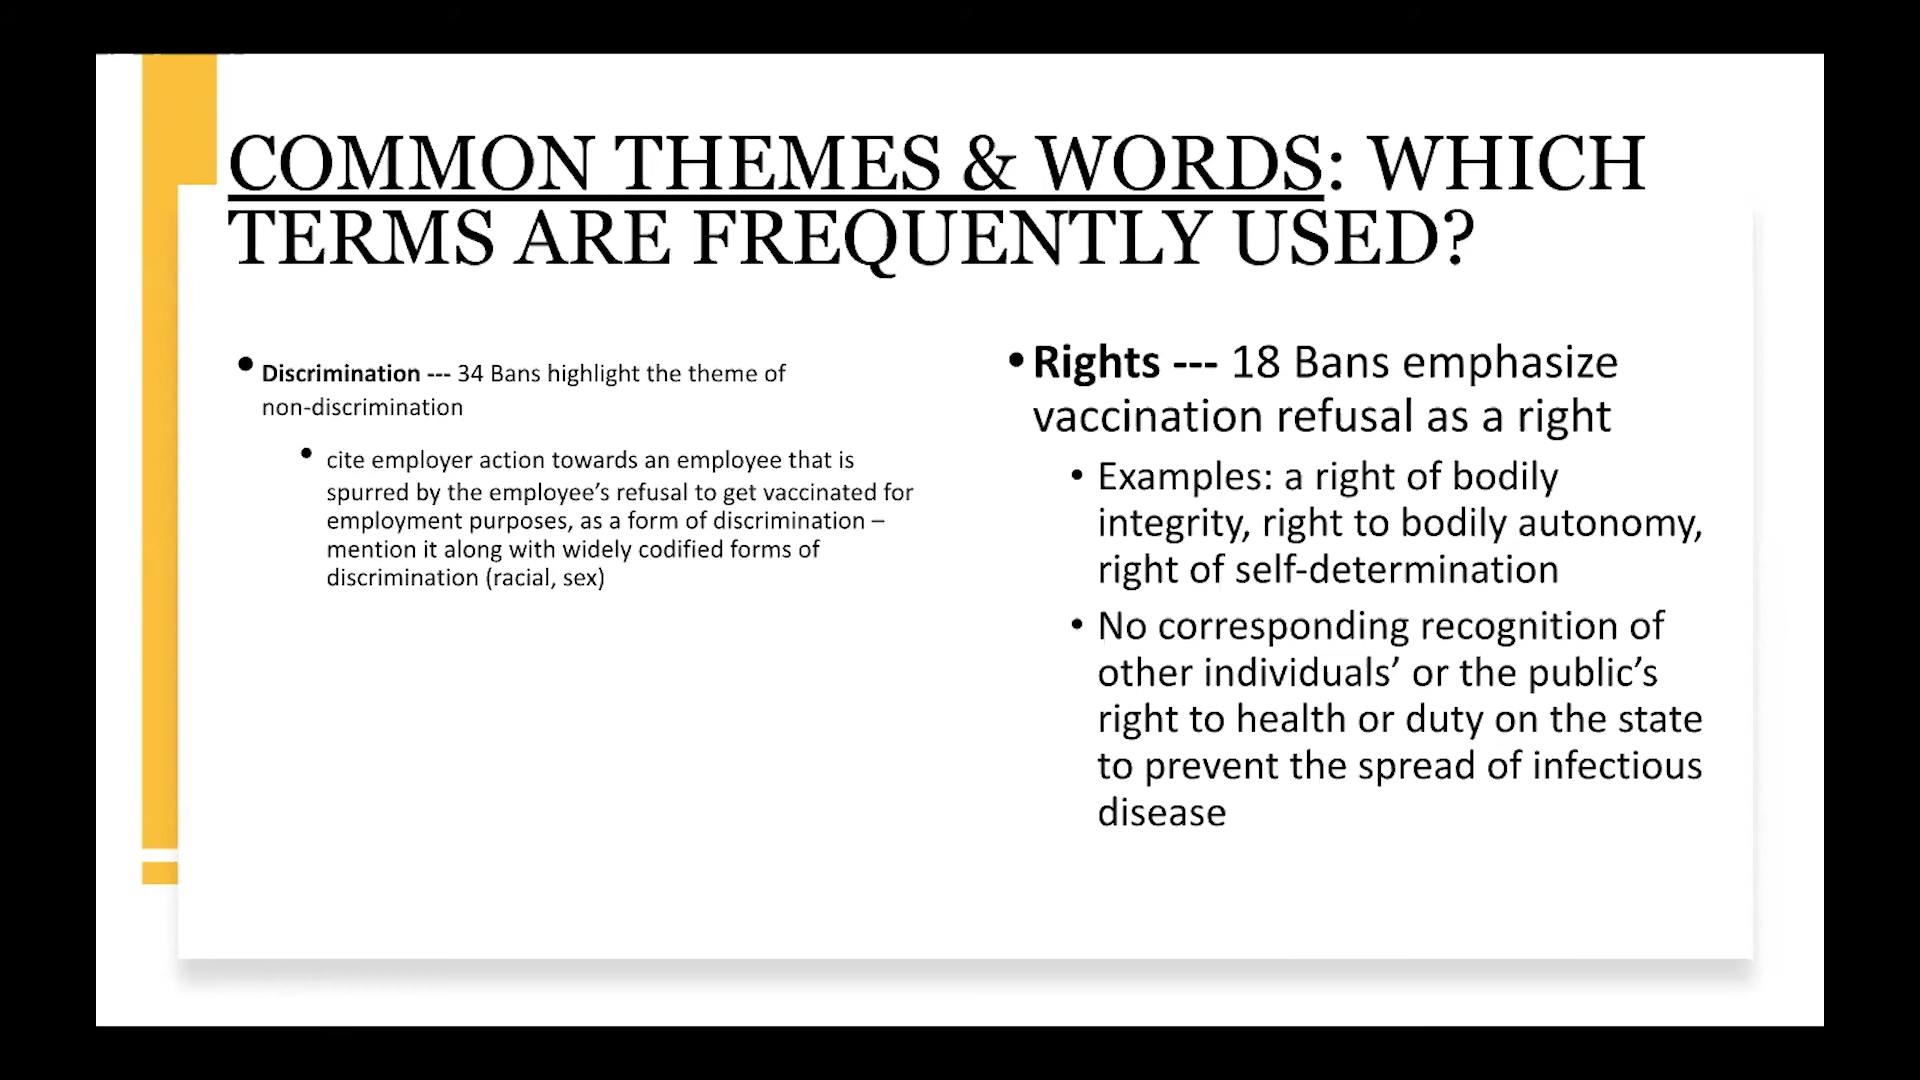 COMMON THEMES & WORDS: WHICH
TERMS ARE FREQUENTLY USED?
• Discrimination --- 34 Bans highlight the theme of
non-discrimination
• cite employer action towards an employee that is
spurred by the employee’s refusal to get vaccinated for
employment purposes, as a form of discrimination –
mention it along with widely codified forms of
discrimination (racial, sex)
• Rights --- 18 Bans emphasize
vaccination refusal as a right
• Examples: a right of bodily
integrity, right to bodily autonomy,
right of self-determination
• No corresponding recognition of
other individuals’ or the public’s
right to health or duty on the state
to prevent the spread of infectious
disease